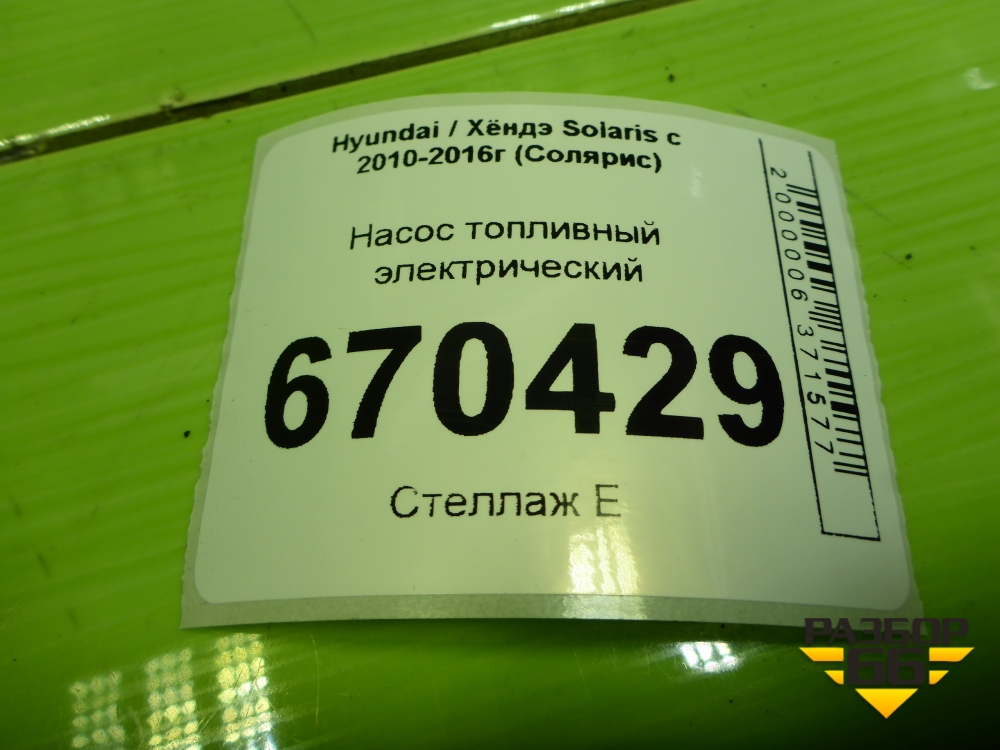 Hyundai / Хёндэ Solaris с
2010-2016г (Солярис)
Насос топливный
электрический
670429
Стеллаж Е
2000006371577
РАЗБОР
66